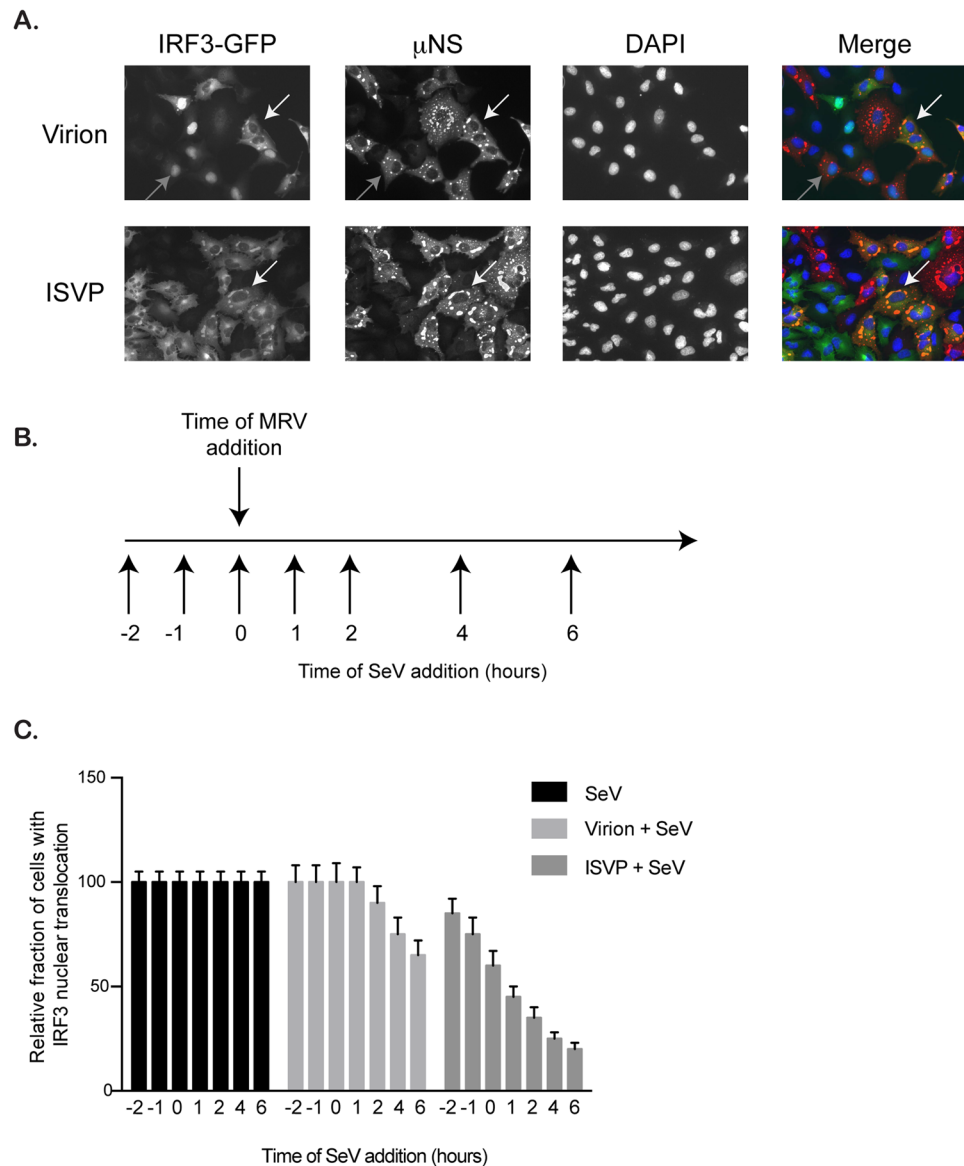 A.
IRF3-GFP μNS DAPI Merge
Virion
ISVP
B.
Time of MRV
addition
-2 -1 0 1 2 4 6
Time of SeV addition (hours)
C.
Relative fraction of cells with
IRF3 nuclear translocation
150
100
50
0
SeV
Virion + SeV
ISVP + SeV
-2 -1 0 1 2 4 6 -2 -1 0 1 2 4 6 -2 -1 0 1 2 4 6
Time of SeV addition (hours)